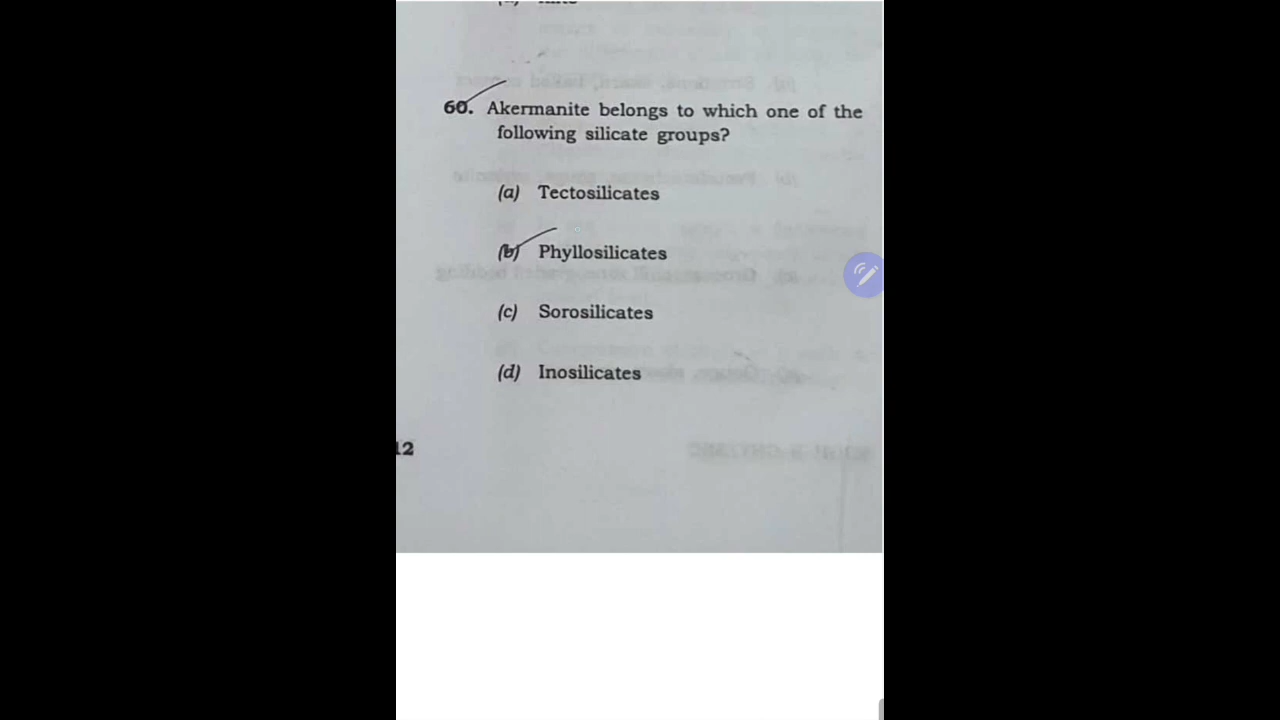 60. Akermanite belongs to which one of the
following silicate groups?
(a) Tectosilicates
(b) Phyllosilicates
(c) Sorosilicates
(d) Inosilicates
12